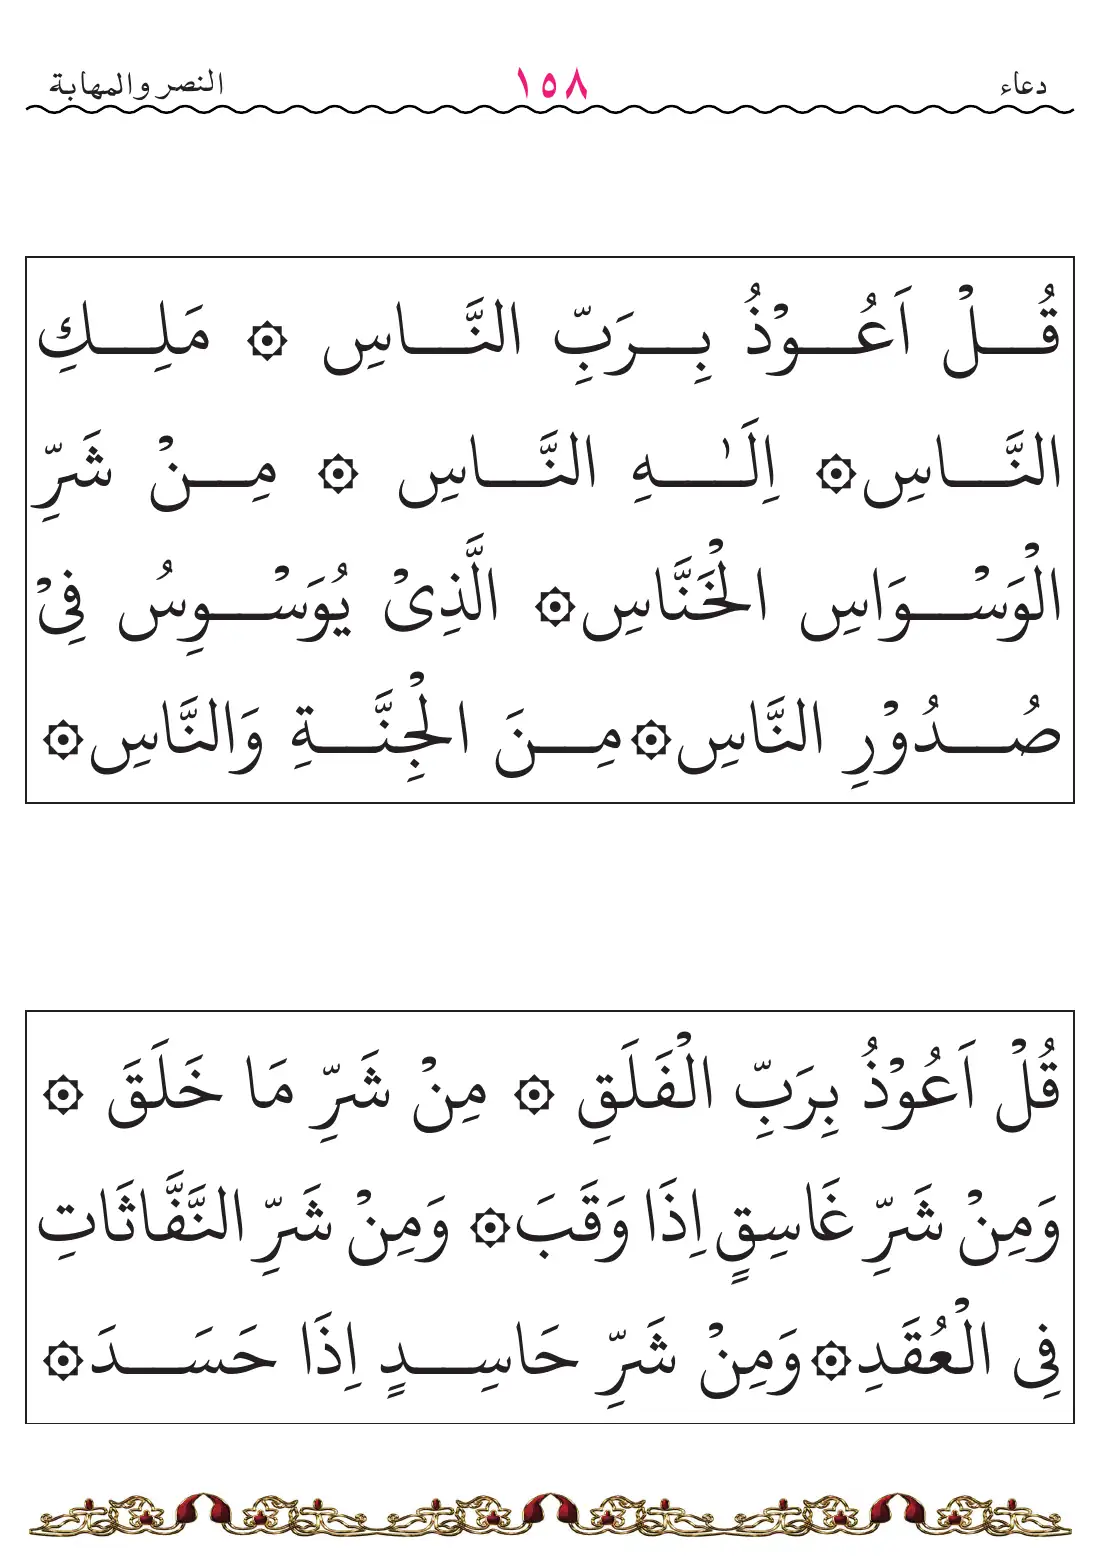 دعاء ١٥٨ النصر والمهابة
قُلْ اَعُوْذُ بِرَبِّ النَّاسِ ۞ مَلِكِ
النَّاسِ ۞ اِلَـٰهِ النَّاسِ ۞ مِنْ شَرِّ
الْوَسْوَاسِ الْخَنَّاسِ ۞ الَّذِىْ يُوَسْوِسُ فِىْ
صُدُوْرِ النَّاسِ ۞ مِنَ الْجِنَّةِ وَالنَّاسِ ۞
قُلْ اَعُوْذُ بِرَبِّ الْفَلَقِ ۞ مِنْ شَرِّ مَا خَلَقَ ۞
وَمِنْ شَرِّ غَاسِقٍ اِذَا وَقَبَ ۞ وَمِنْ شَرِّ النَّفَّاثَاتِ
فِى الْعُقَدِ ۞ وَمِنْ شَرِّ حَاسِدٍ اِذَا حَسَدَ ۞